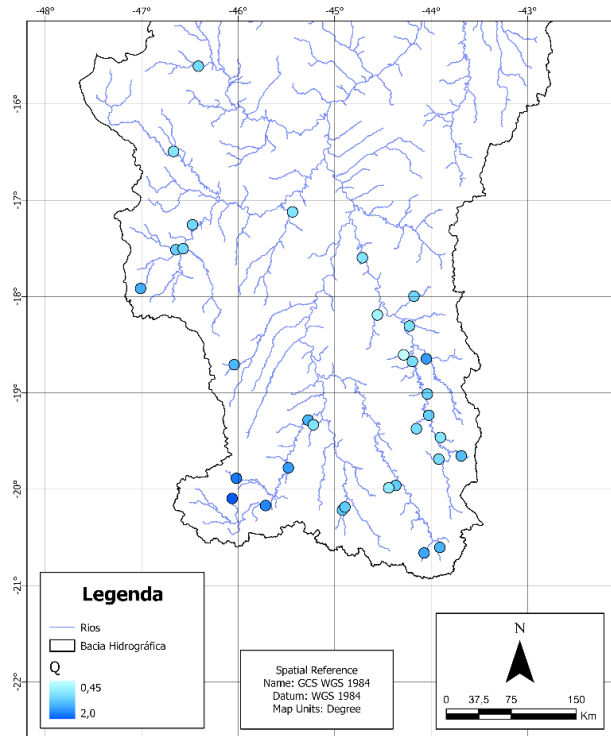 -48° -47° -46° -45° -44° -43°
-16°
-17°
-18°
-19°
-20°
-21°
-22°
Legenda
Rios
Bacia Hidrográfica
Q
0,45
2,0
Spatial Reference
Name: GCS WGS 1984
Datum: WGS 1984
Map Units: Degree
N
0 37,5 75 150
Km